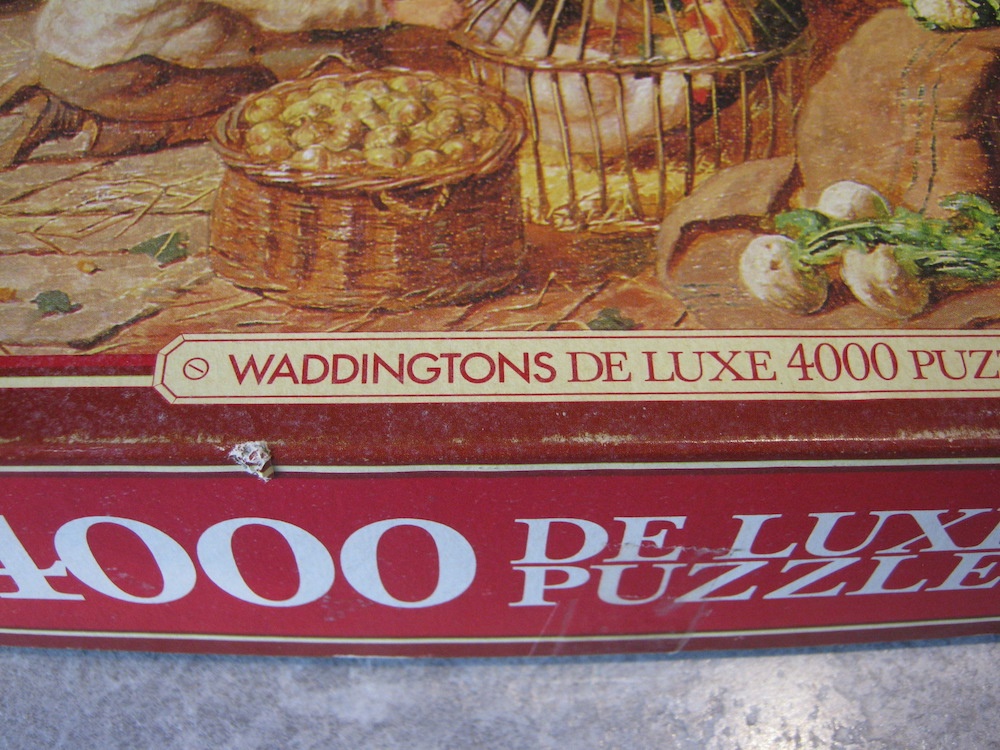 WADDINGTONS DE LUXE 4000 PUZ
4000 DE LUXE
PUZZLE